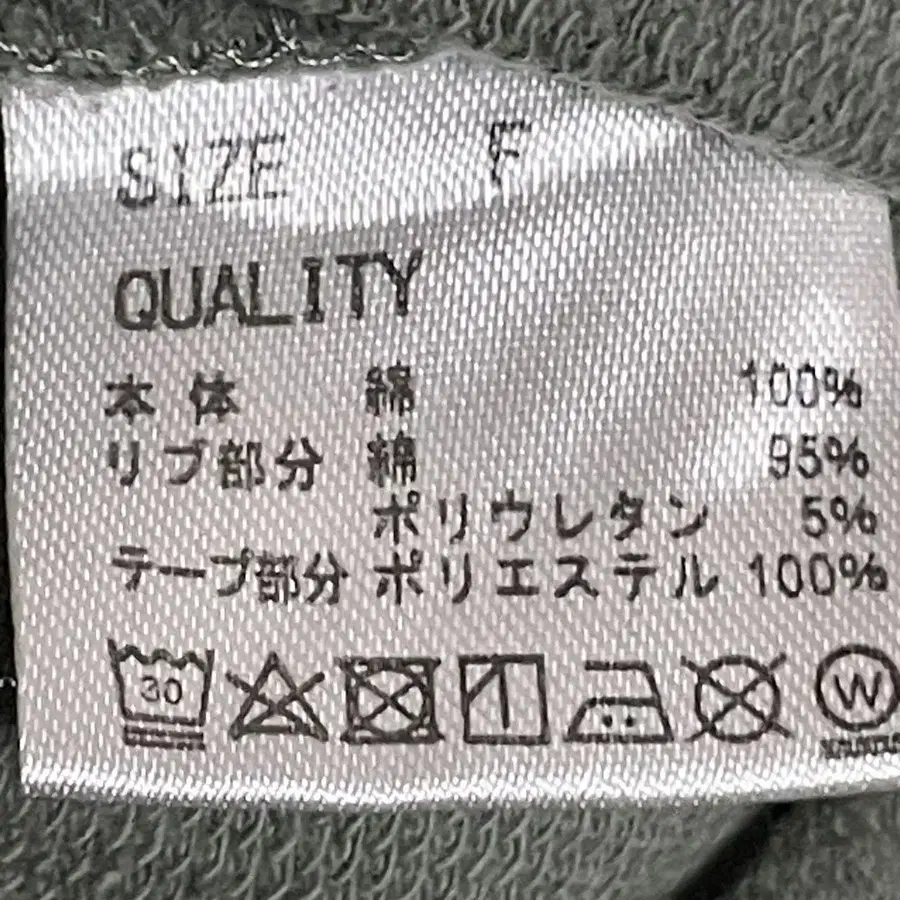 SIZE F
QUALITY
本体 綿 100%
リブ部分 綿 95%
ポリウレタン 5%
テープ部分 ポリエステル 100%
30 W